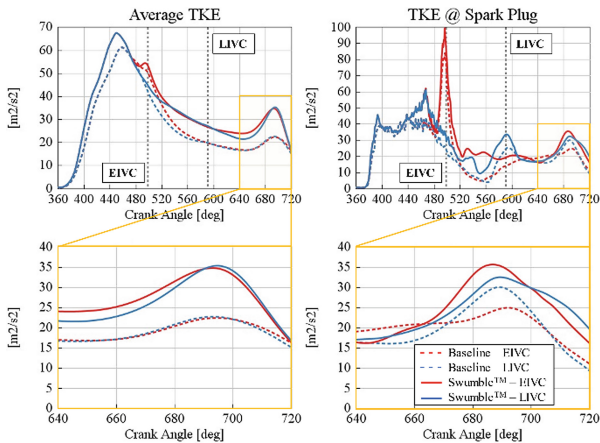 Average TKE
TKE @ Spark Plug
70
60
50
40
30
20
10
0
[m2/s2]
LIVC
EIVC
360 400 440 480 520 560 600 640 680 720
Crank Angle [deg]
100
90
80
70
60
50
40
30
20
10
0
[m2/s2]
LIVC
EIVC
360 400 440 480 520 560 600 640 680 720
Crank Angle [deg]
40
35
30
25
20
15
10
5
0
[m2/s2]
640 660 680 700 720
Crank Angle [deg]
40
35
30
25
20
15
10
5
0
[m2/s2]
Baseline – EIVC
Baseline – LIVC
Swumble™ – EIVC
Swumble™ – LIVC
640 660 680 700 720
Crank Angle [deg]